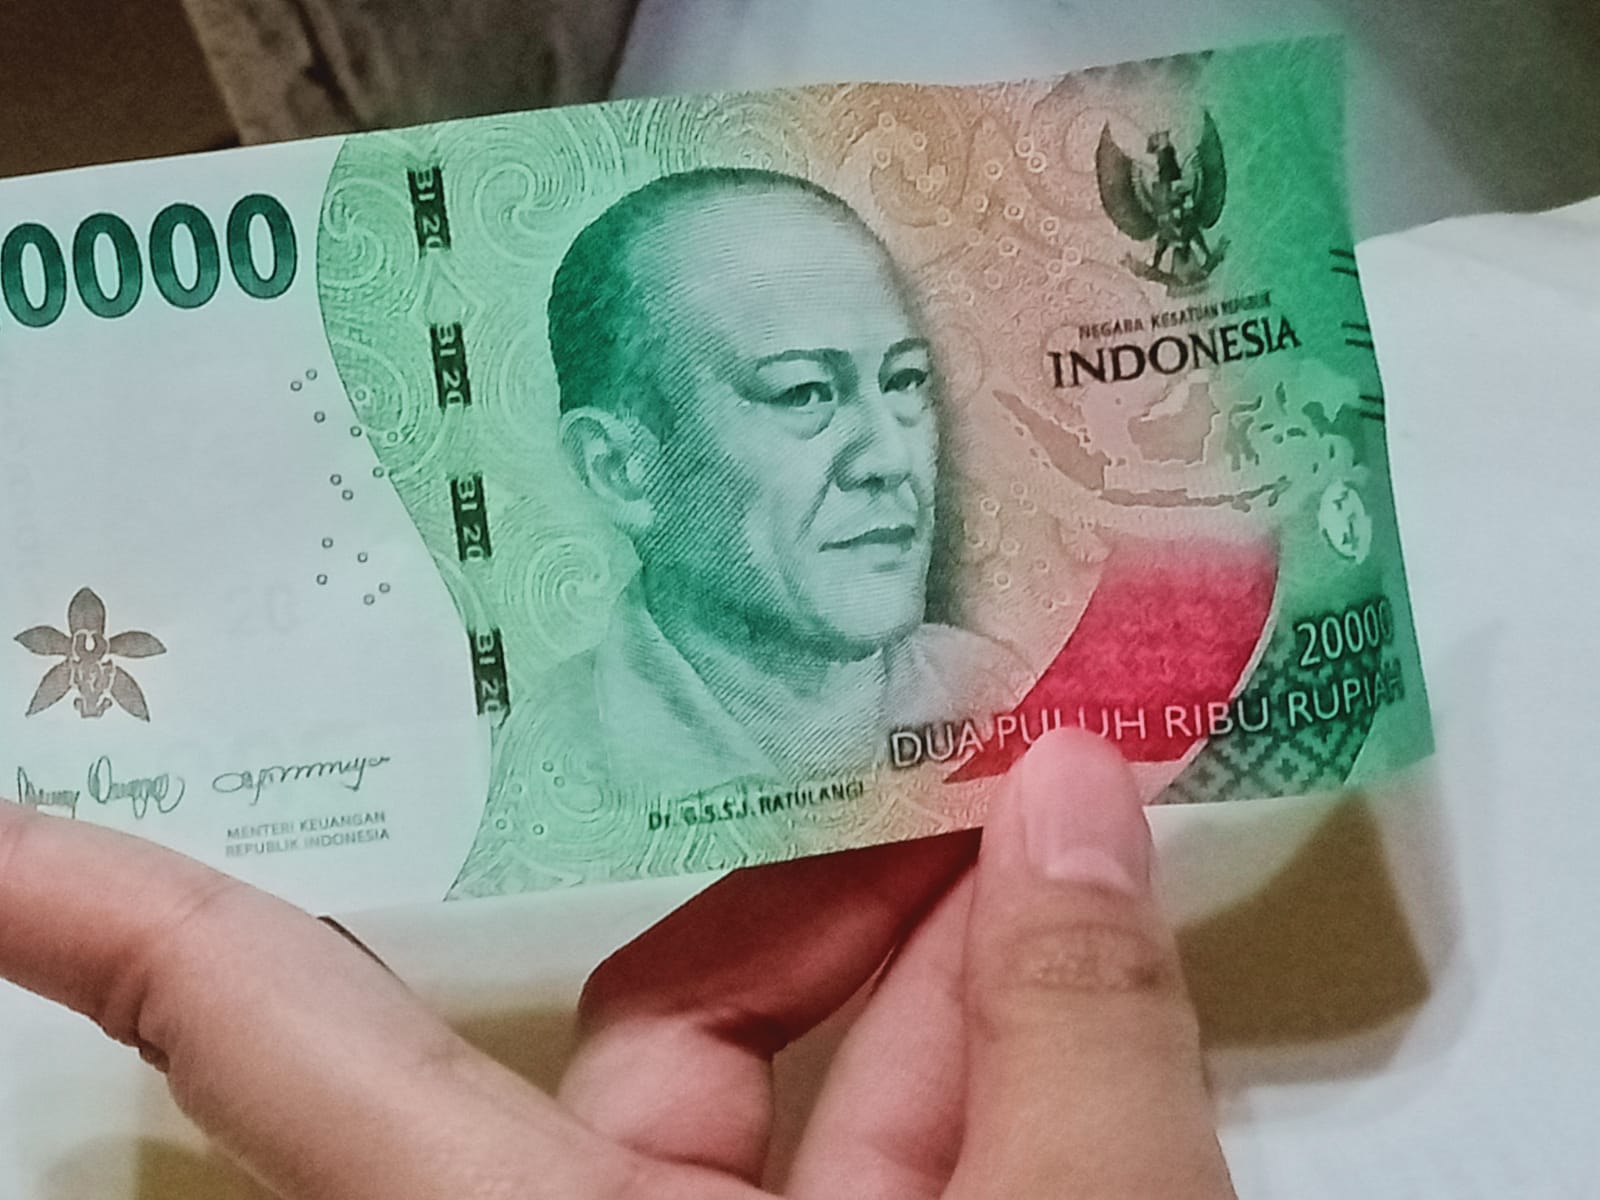 0000
BI 20
BI 20
BI 20
BI 20
NEGARA KESATUAN REPUBLIK
INDONESIA
20
20000
DUA PULUH RIBU RUPIAH
Dr. G.S.S.J. RATULANGI
MENTERI KEUANGAN
REPUBLIK INDONESIA